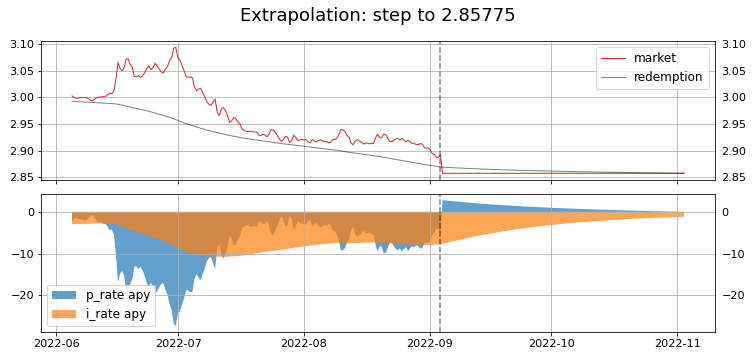 Extrapolation: step to 2.85775
3.10 3.10
3.05 3.05
3.00 3.00
2.95 2.95
2.90 2.90
2.85 2.85
market
redemption
0 0
−10 −10
−20 −20
p_rate apy
i_rate apy
2022-06 2022-07 2022-08 2022-09 2022-10 2022-11